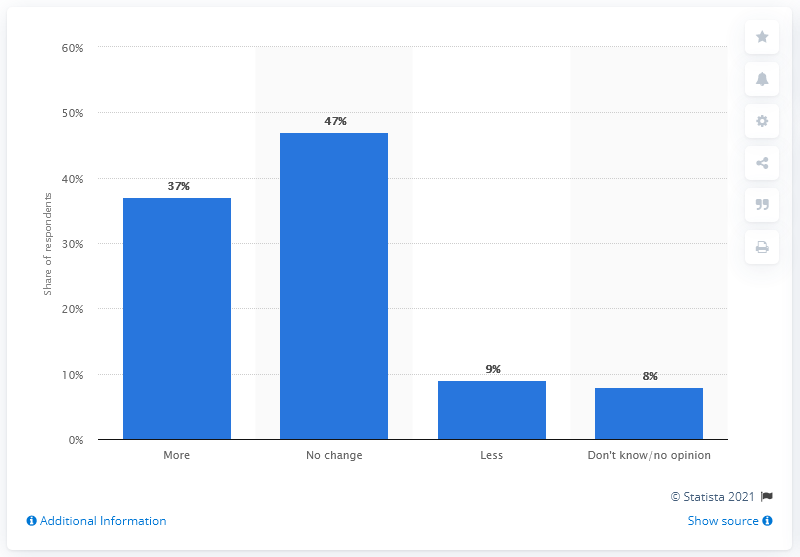 60%
50%
40%
30%
20%
10%
0%
Share of respondents
37%
47%
9%
8%
More
No change
Less
Don't know/no opinion
© Statista 2021
Additional Information
Show source